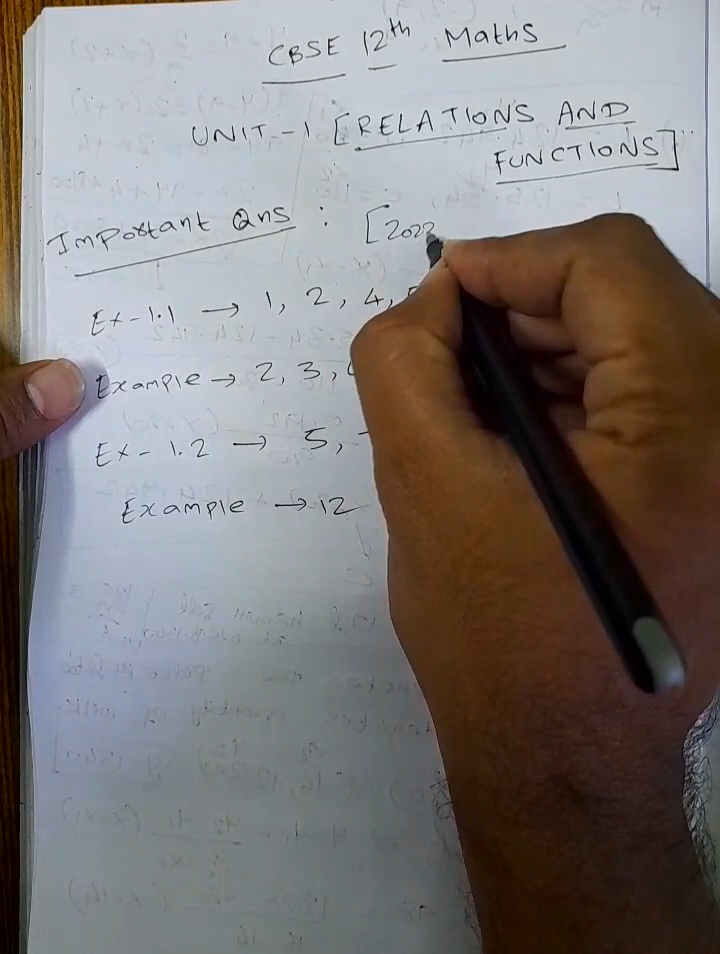 CBSE 12th Maths
UNIT - 1 [RELATIONS AND
FUNCTIONS]
Important Qns : [202
Ex-1.1 → 1, 2, 4,
Example → 2, 3,
Ex-1.2 → 5,
Example → 12